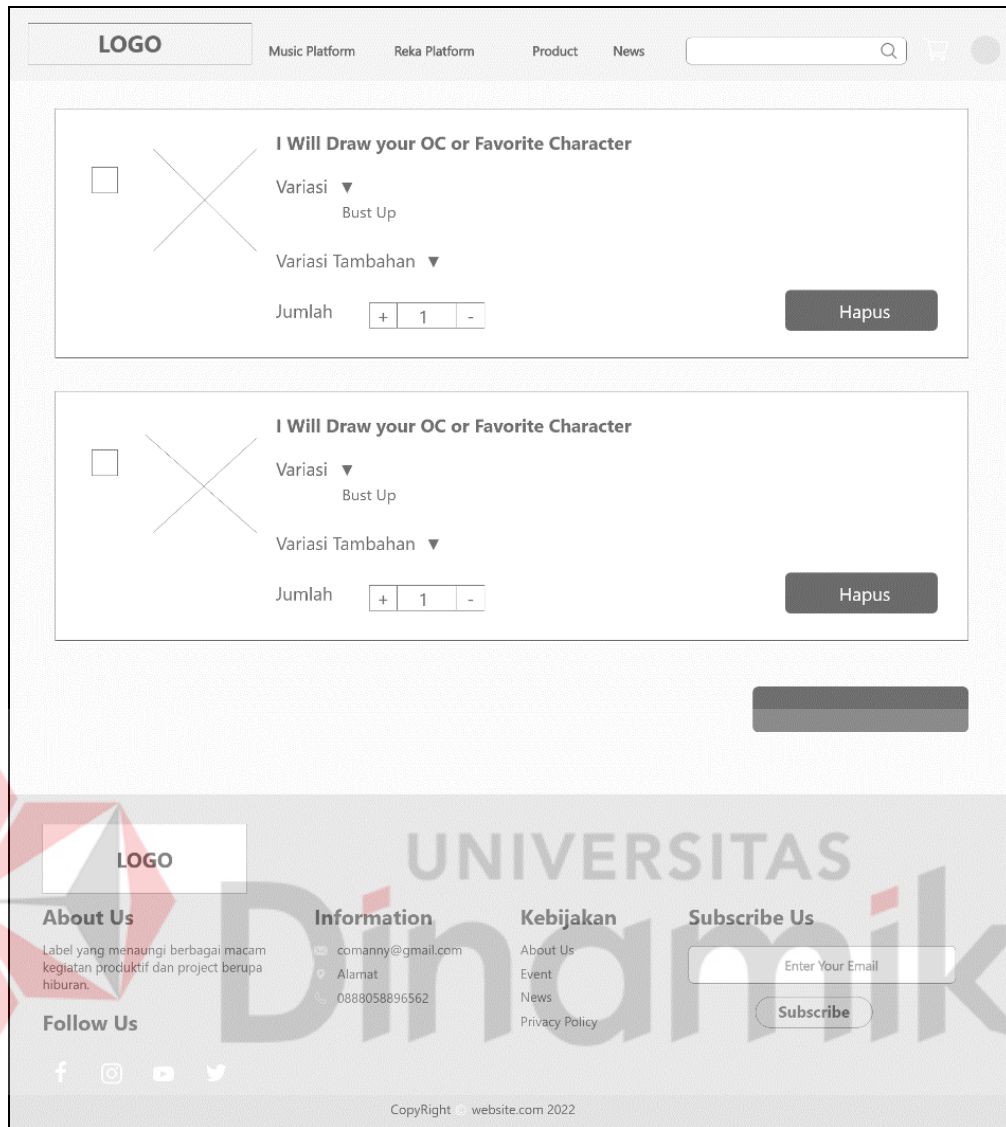 LOGO
Music Platform Reka Platform Product News
I Will Draw your OC or Favorite Character
Variasi ▼
Bust Up
Variasi Tambahan ▼
Jumlah + 1 - Hapus
I Will Draw your OC or Favorite Character
Variasi ▼
Bust Up
Variasi Tambahan ▼
Jumlah + 1 - Hapus
UNIVERSITAS
Dinamika
LOGO
About Us
Label yang menaungi berbagai macam
kegiatan produktif dan project berupa
hiburan.
Follow Us
Information
comanny@gmail.com
Alamat
0888058896562
Kebijakan
About Us
Event
News
Privacy Policy
Subscribe Us
Enter Your Email
Subscribe
CopyRight © website.com 2022